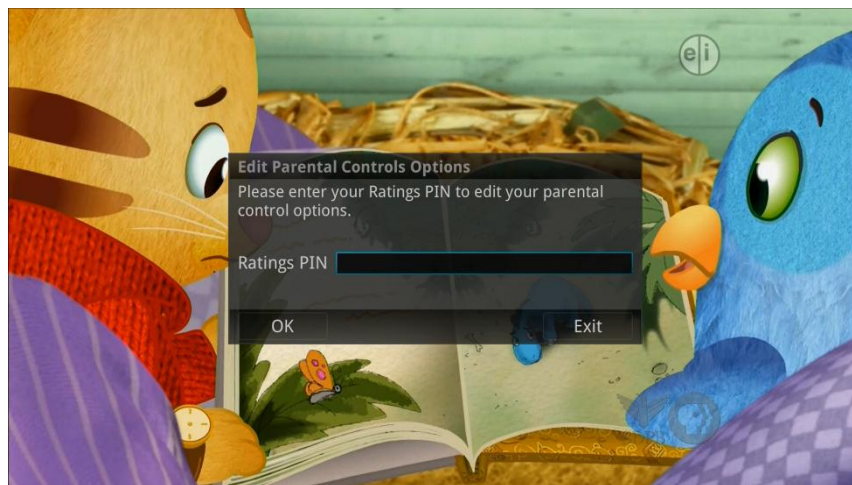 e|i
Edit Parental Controls Options
Please enter your Ratings PIN to edit your parental
control options.
Ratings PIN
OK
Exit